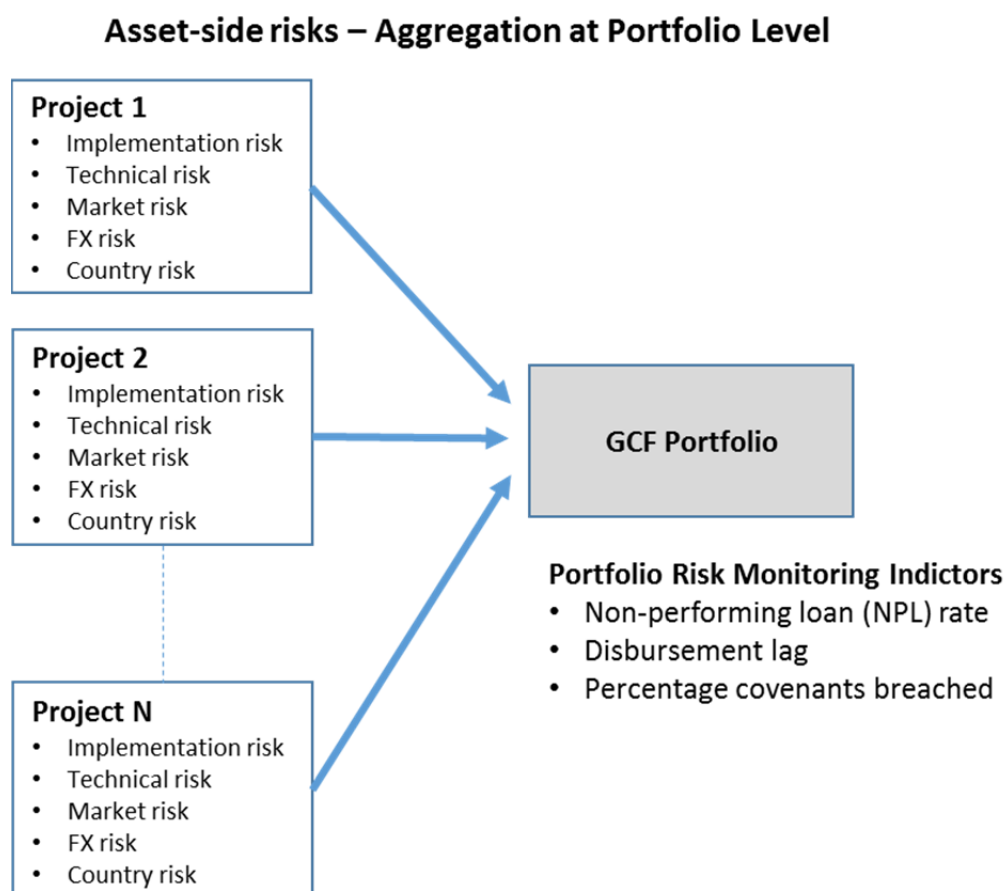 Asset-side risks – Aggregation at Portfolio Level
Project 1
• Implementation risk
• Technical risk
• Market risk
• FX risk
• Country risk
Project 2
• Implementation risk
• Technical risk
• Market risk
• FX risk
• Country risk
Project N
• Implementation risk
• Technical risk
• Market risk
• FX risk
• Country risk
GCF Portfolio
Portfolio Risk Monitoring Indictors
• Non-performing loan (NPL) rate
• Disbursement lag
• Percentage covenants breached